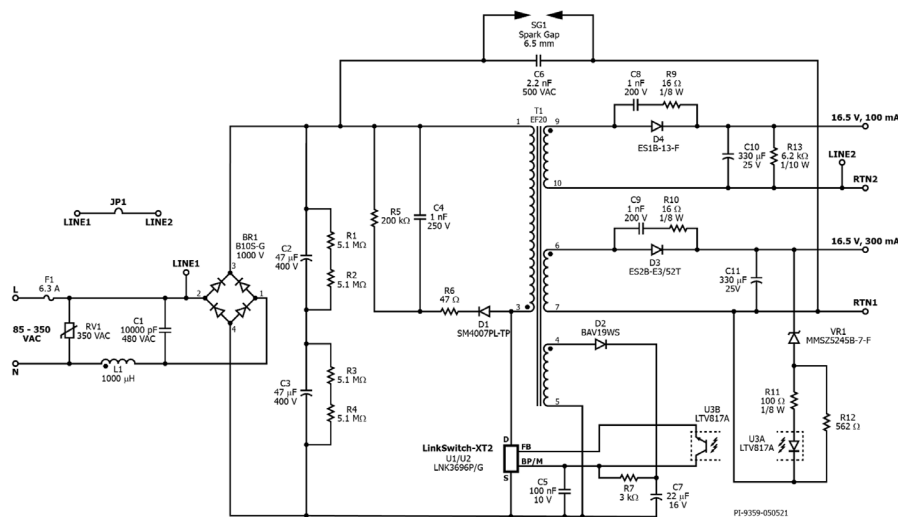 SG1
Spark Gap
6.5 mm
C6
2.2 nF
500 VAC
C8
1 nF
200 V
R9
16 Ω
1/8 W
T1
EF20
1
9
D4
ES1B-13-F
16.5 V, 100 mA
C10
330 µF
25 V
R13
6.2 kΩ
1/10 W
LINE2
10
RTN2
JP1
LINE1
LINE2
R5
200 kΩ
C4
1 nF
250 V
C9
1 nF
200 V
R10
16 Ω
1/8 W
BR1
B10S-G
1000 V
C2
47 µF
400 V
R1
5.1 MΩ
R2
5.1 MΩ
6
D3
ES2B-E3/52T
16.5 V, 300 mA
C11
330 µF
25V
LINE1
3
L
F1
6.3 A
2
1
4
R6
47 Ω
D1
SM4007PL-TP
3
7
RTN1
85 - 350
VAC
RV1
350 VAC
C1
10000 pF
480 VAC
N
L1
1000 µH
4
D2
BAV19WS
VR1
MMSZ5245B-7-F
C3
47 µF
400 V
R3
5.1 MΩ
R4
5.1 MΩ
5
R11
100 Ω
1/8 W
R12
562 Ω
U3B
LTV817A
U3A
LTV817A
LinkSwitch-XT2
U1/U2
LNK3696P/G
D
FB
BP/M
S
C5
100 nF
10 V
R7
3 kΩ
C7
22 µF
16 V
PI-9359-050521